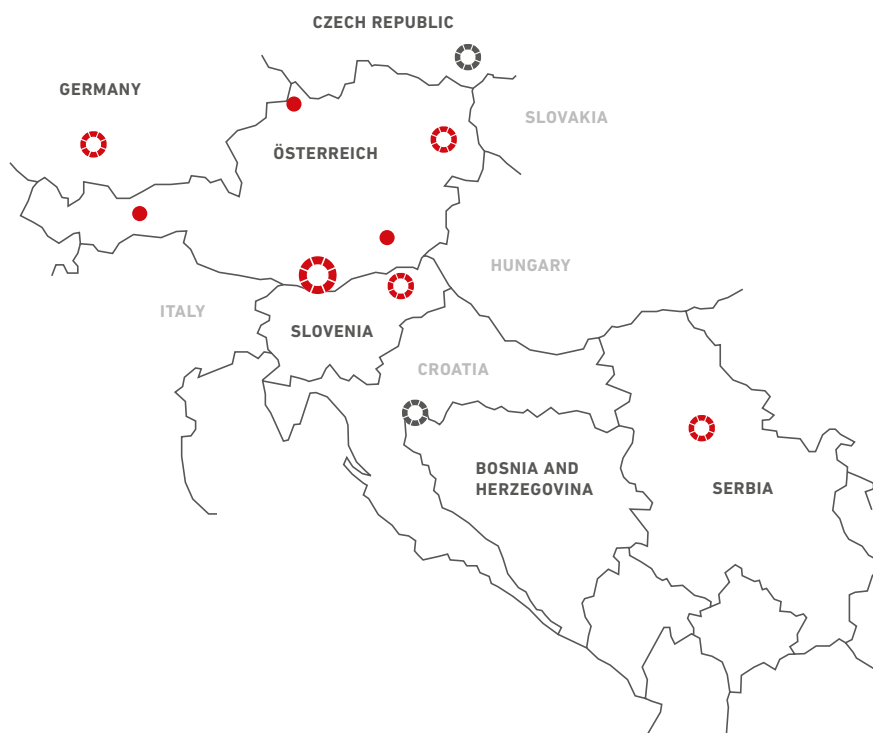 CZECH REPUBLIC
GERMANY
SLOVAKIA
ÖSTERREICH
HUNGARY
ITALY
SLOVENIA
CROATIA
BOSNIA AND
HERZEGOVINA
SERBIA